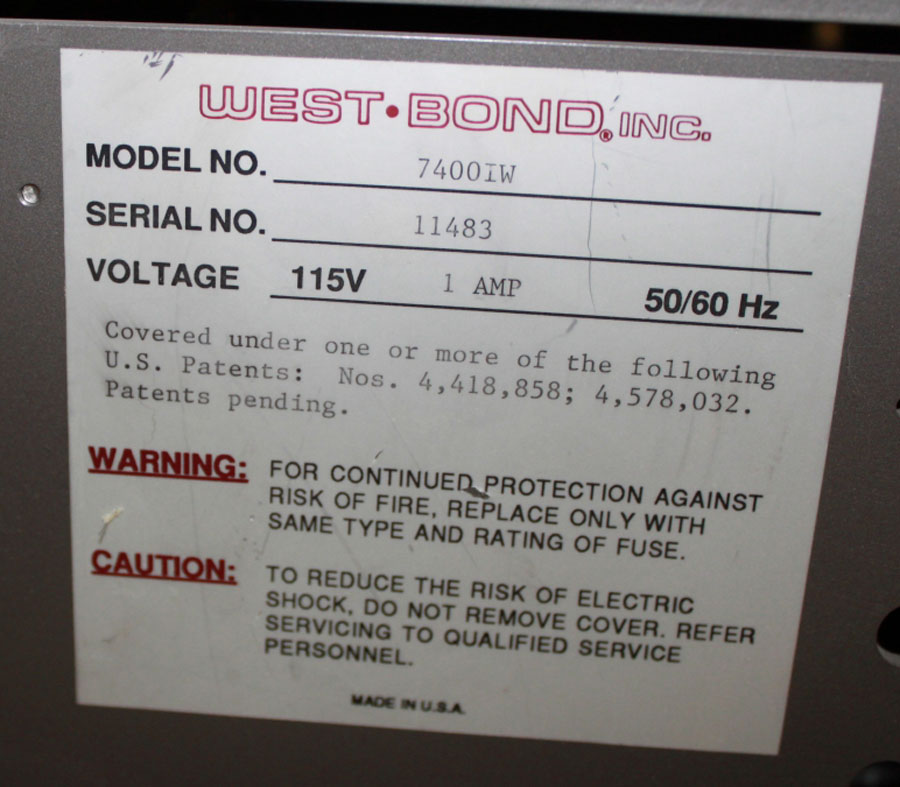 WEST·BOND® INC.
MODEL NO. 7400IW
SERIAL NO. 11483
VOLTAGE 115V 1 AMP 50/60 Hz
Covered under one or more of the following
U.S. Patents: Nos. 4,418,858; 4,578,032.
Patents pending.
WARNING: FOR CONTINUED PROTECTION AGAINST
RISK OF FIRE, REPLACE ONLY WITH
SAME TYPE AND RATING OF FUSE.
CAUTION: TO REDUCE THE RISK OF ELECTRIC
SHOCK, DO NOT REMOVE COVER. REFER
SERVICING TO QUALIFIED SERVICE
PERSONNEL.
MADE IN U.S.A.